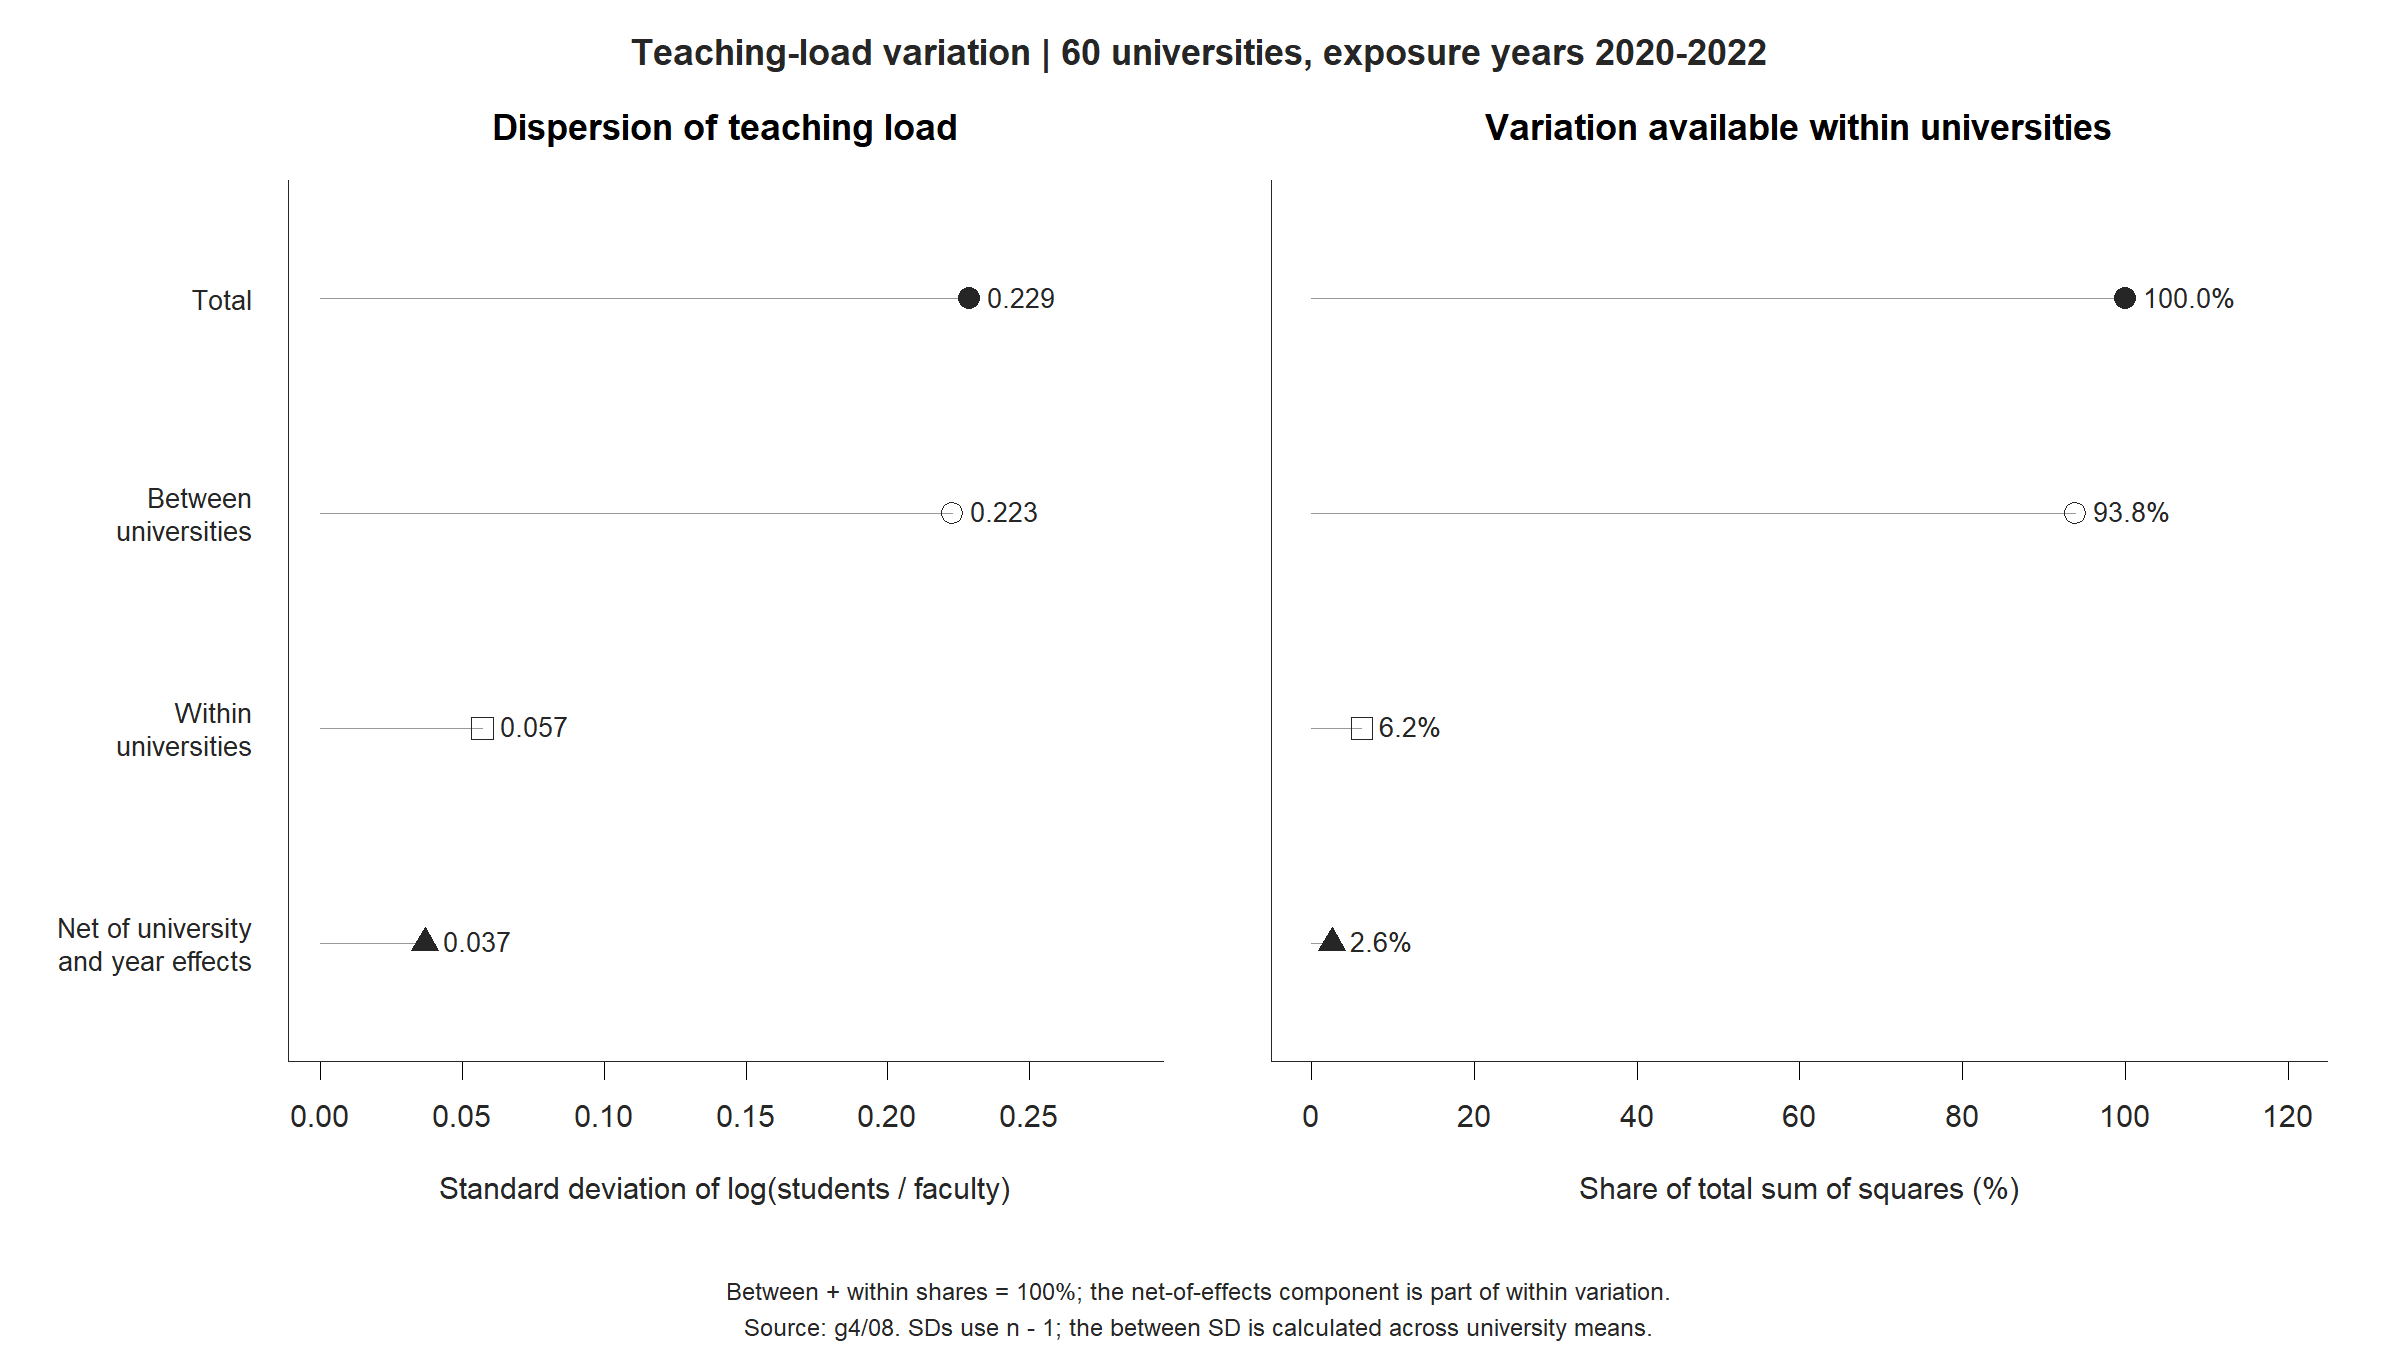 Teaching-load variation | 60 universities, exposure years 2020-2022
Dispersion of teaching load
Total
0.229
Between
universities
0.223
Within
universities
0.057
Net of university
and year effects
0.037
0.00 0.05 0.10 0.15 0.20 0.25
Standard deviation of log(students / faculty)
Variation available within universities
100.0%
93.8%
6.2%
2.6%
0 20 40 60 80 100 120
Share of total sum of squares (%)
Between + within shares = 100%; the net-of-effects component is part of within variation.
Source: g4/08. SDs use n - 1; the between SD is calculated across university means.